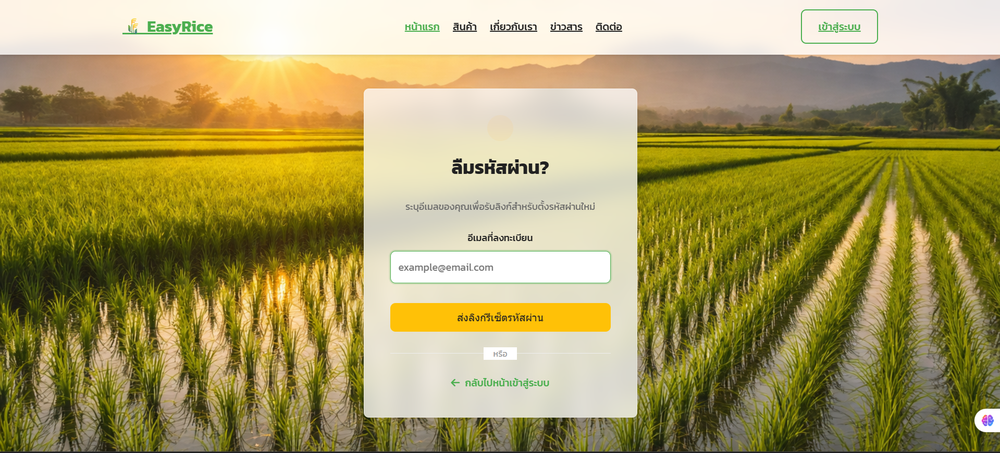 EasyRice
หน้าแรก สินค้า เกี่ยวกับเรา ข่าวสาร ติดต่อ
เข้าสู่ระบบ
ลืมรหัสผ่าน?
ระบุอีเมลของคุณเพื่อรับลิงก์สำหรับตั้งรหัสผ่านใหม่
อีเมลที่ลงทะเบียน
example@email.com
ส่งลิงก์รีเซ็ตรหัสผ่าน
หรือ
กลับไปหน้าเข้าสู่ระบบ